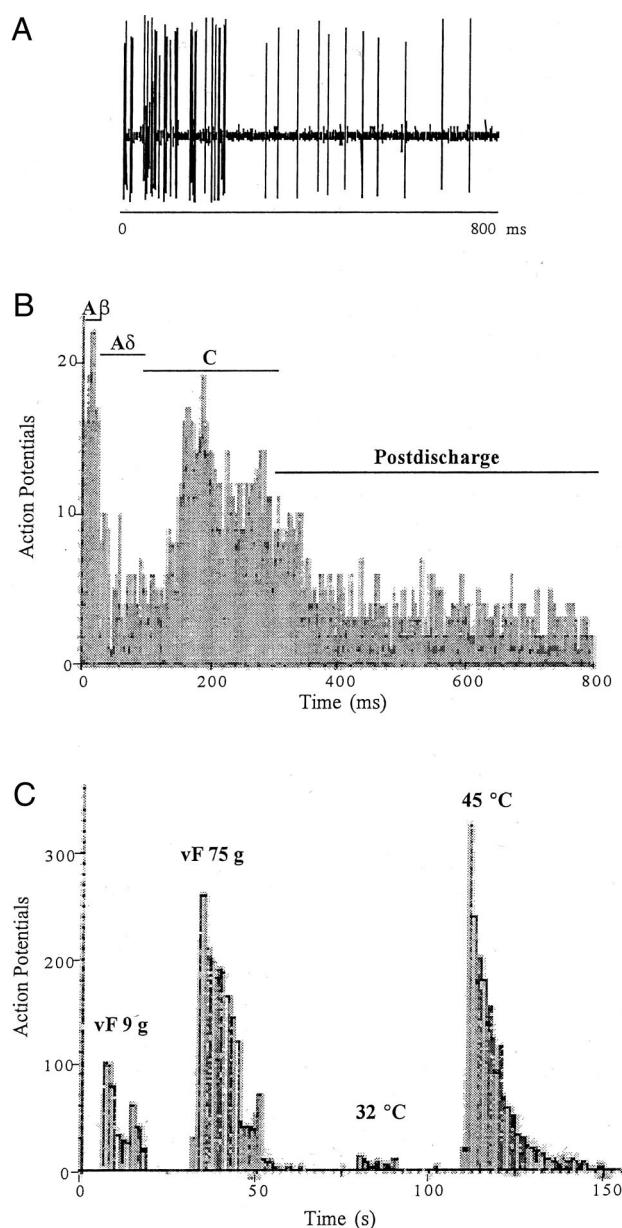 A
0 800 ms
B
Aβ
Aδ
C
Postdischarge
20
10
0
Action Potentials
0 200 400 600 800
Time (ms)
C
45 °C
vF 75 g
vF 9 g
32 °C
300
200
100
0
Action Potentials
0 50 100 150
Time (s)